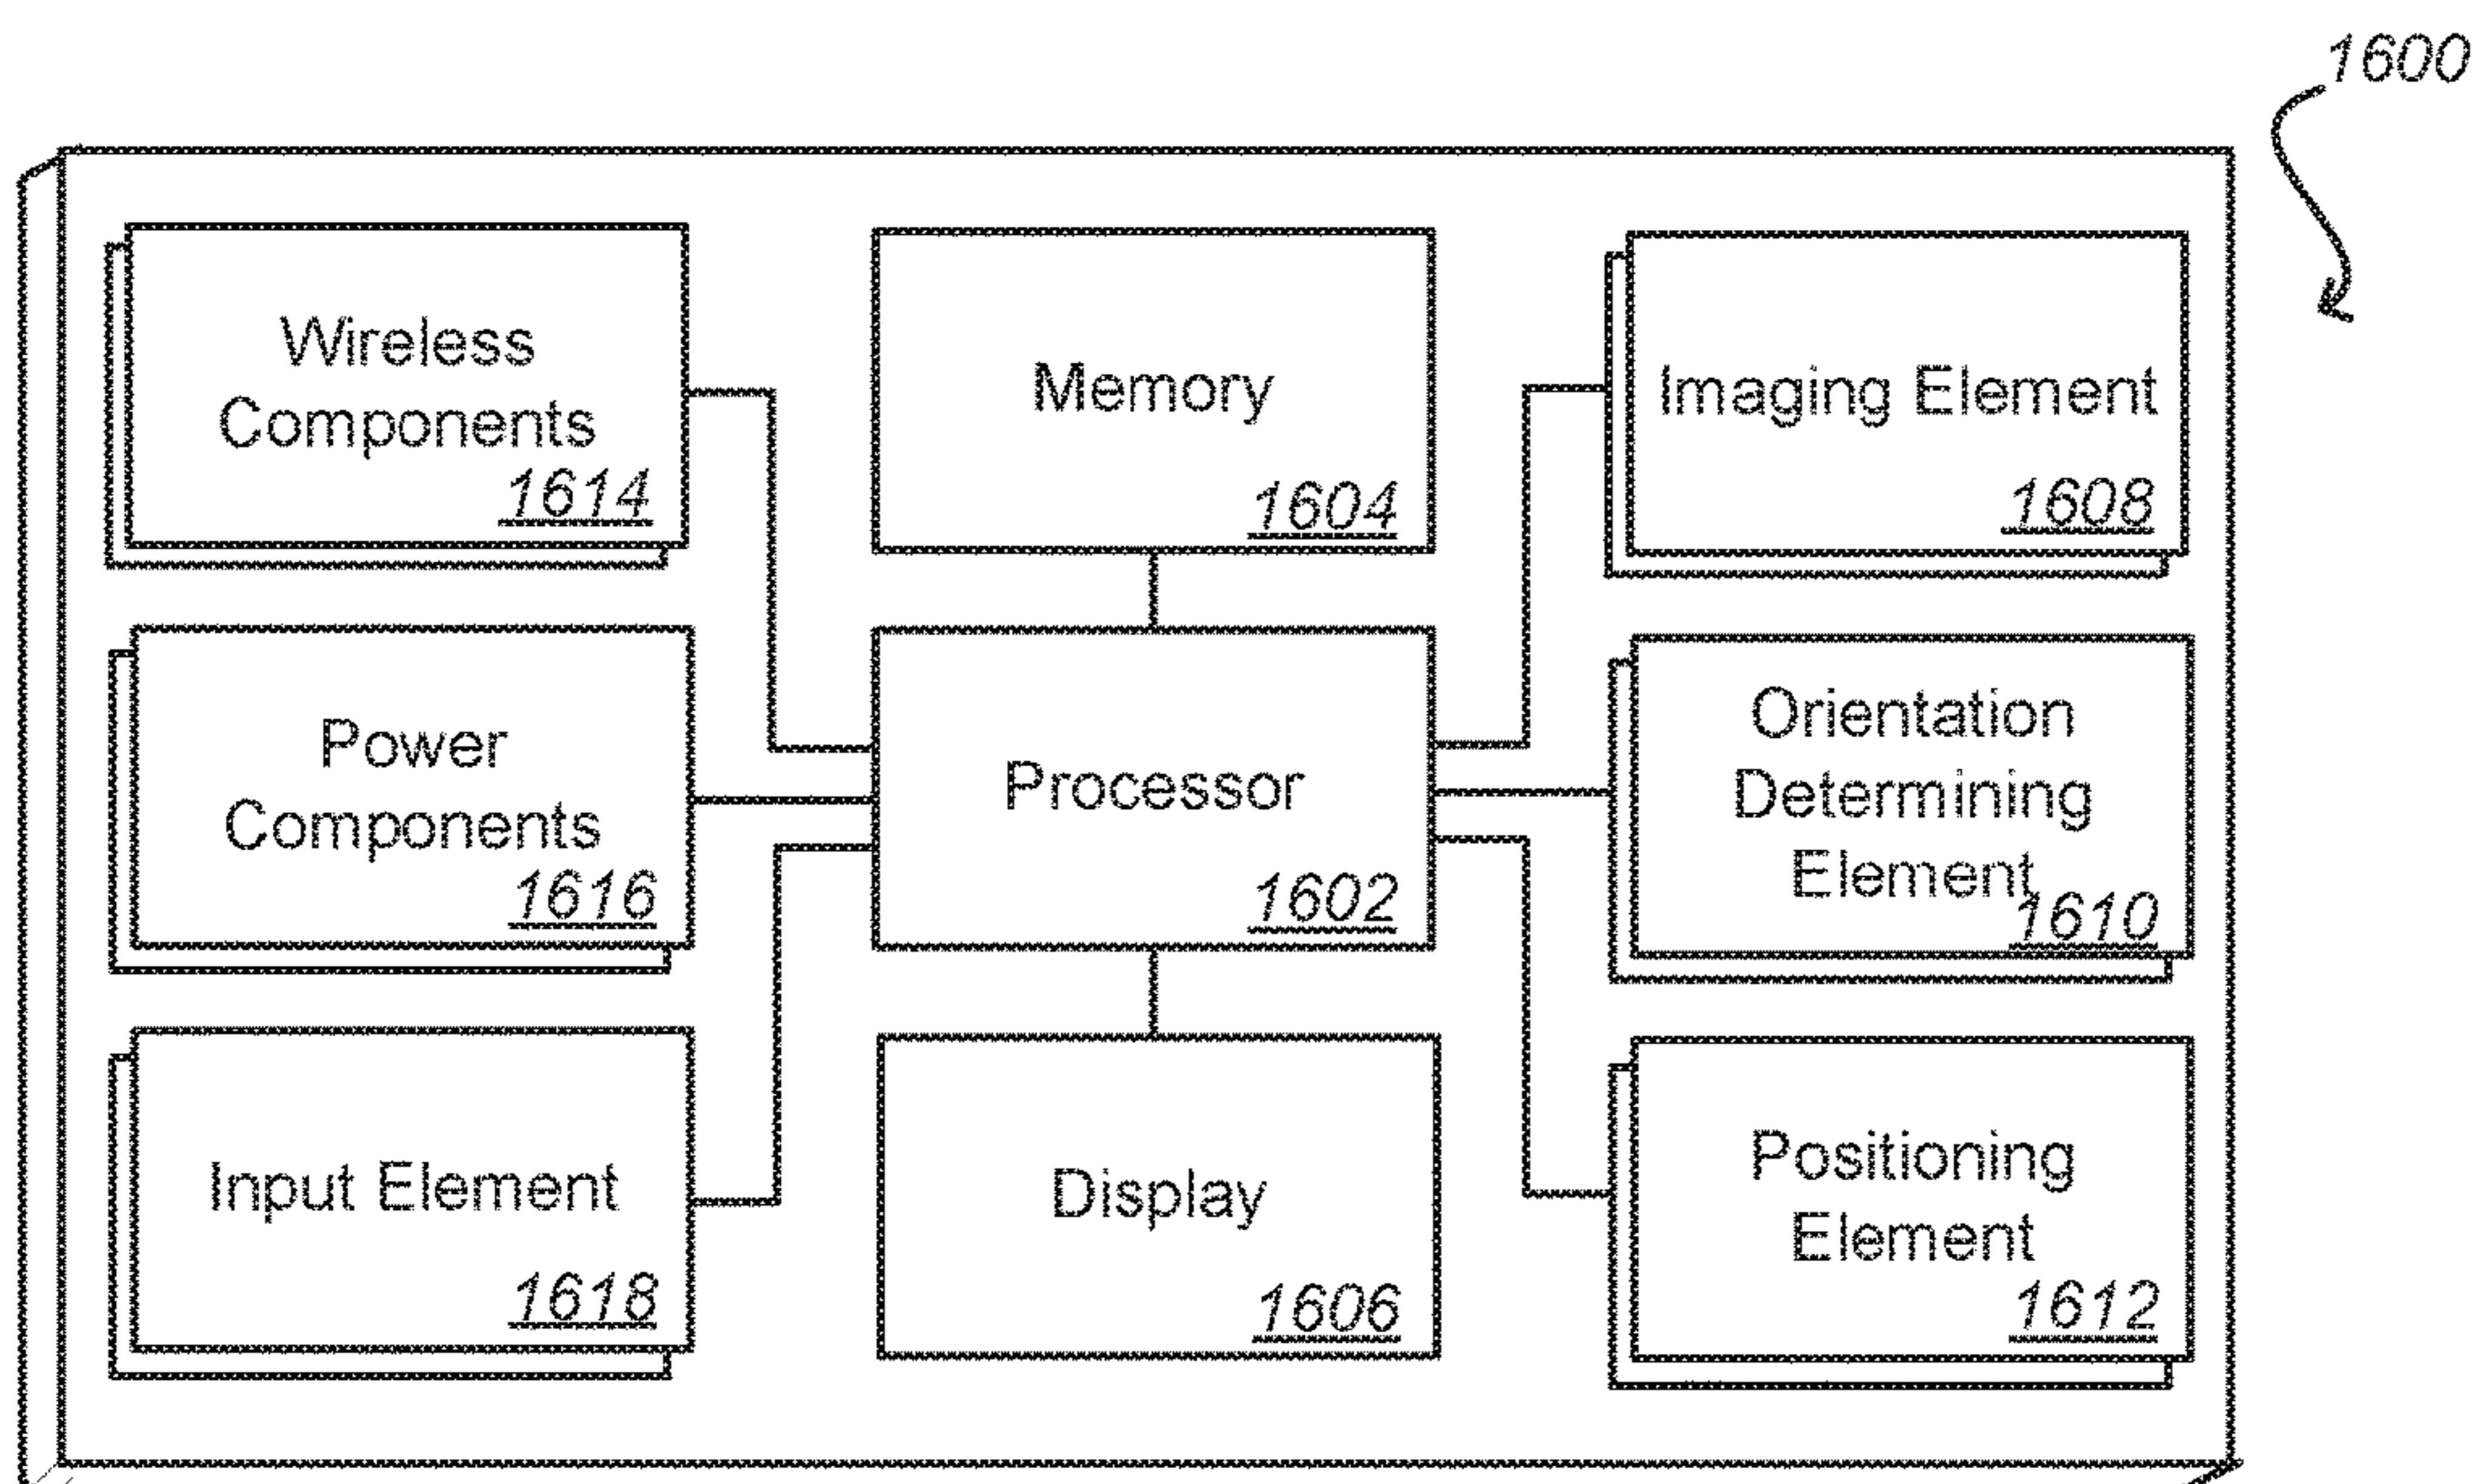 1600
Wireless
Components
1614
Memory
1604
Imaging Element
1608
Power
Components
1616
Processor
1602
Orientation
Determining
Element
1610
Input Element
1618
Display
1606
Positioning
Element
1612